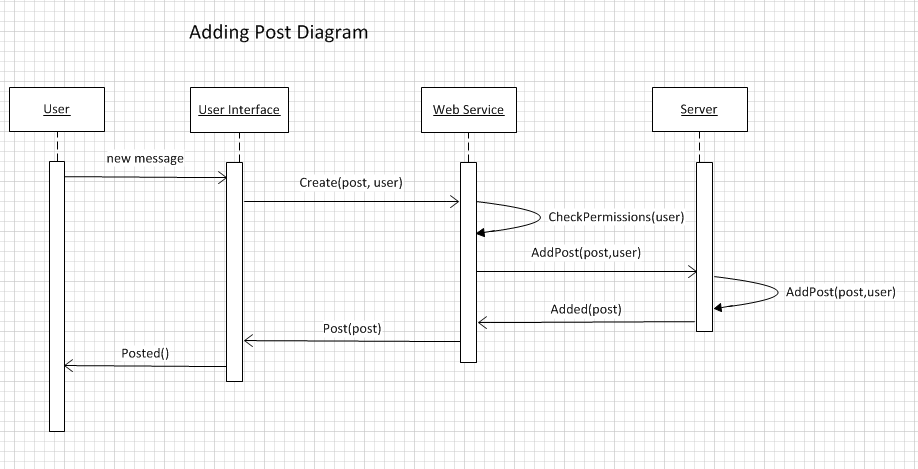 Adding Post Diagram
User
User Interface
Web Service
Server
new message
Create(post, user)
CheckPermissions(user)
AddPost(post,user)
AddPost(post,user)
Added(post)
Post(post)
Posted()